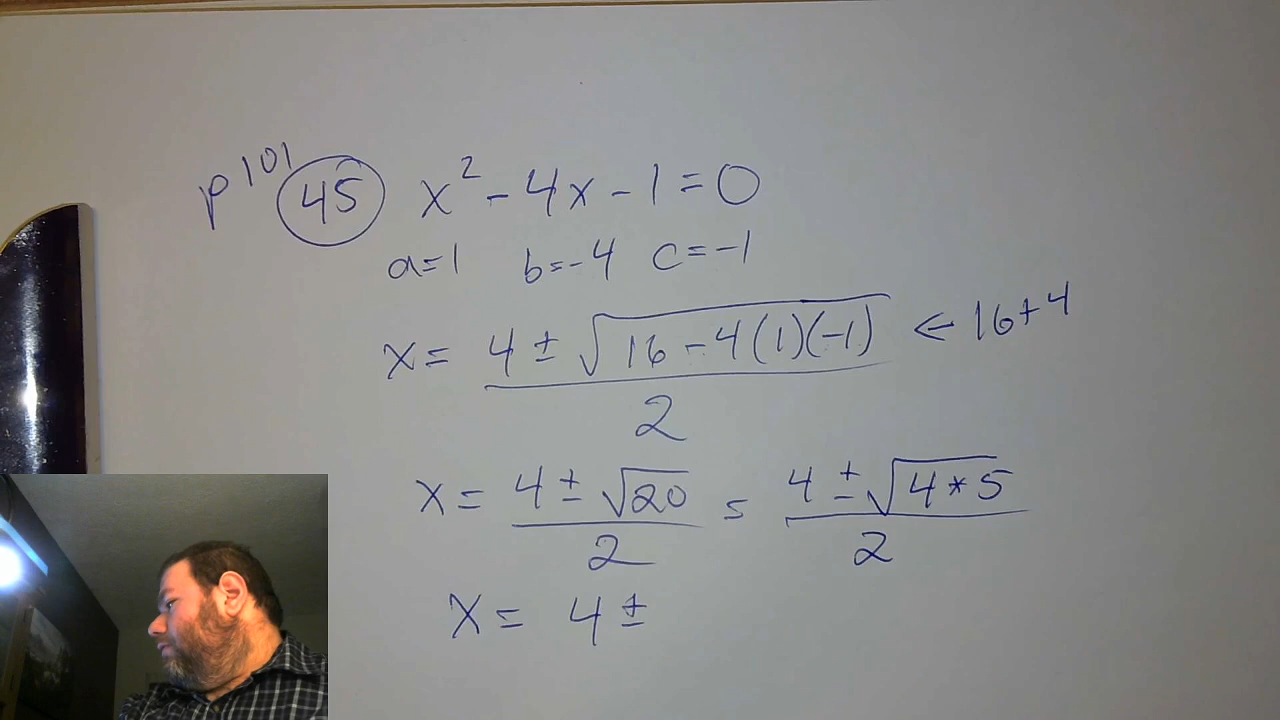 p101 (45) x² - 4x - 1 = 0
a=1 b=-4 c=-1
x = (4 ± √(16 - 4(1)(-1))) / 2 ← 16+4
x = (4 ± √20) / 2 = (4 ± √(4*5)) / 2
x = 4 ±